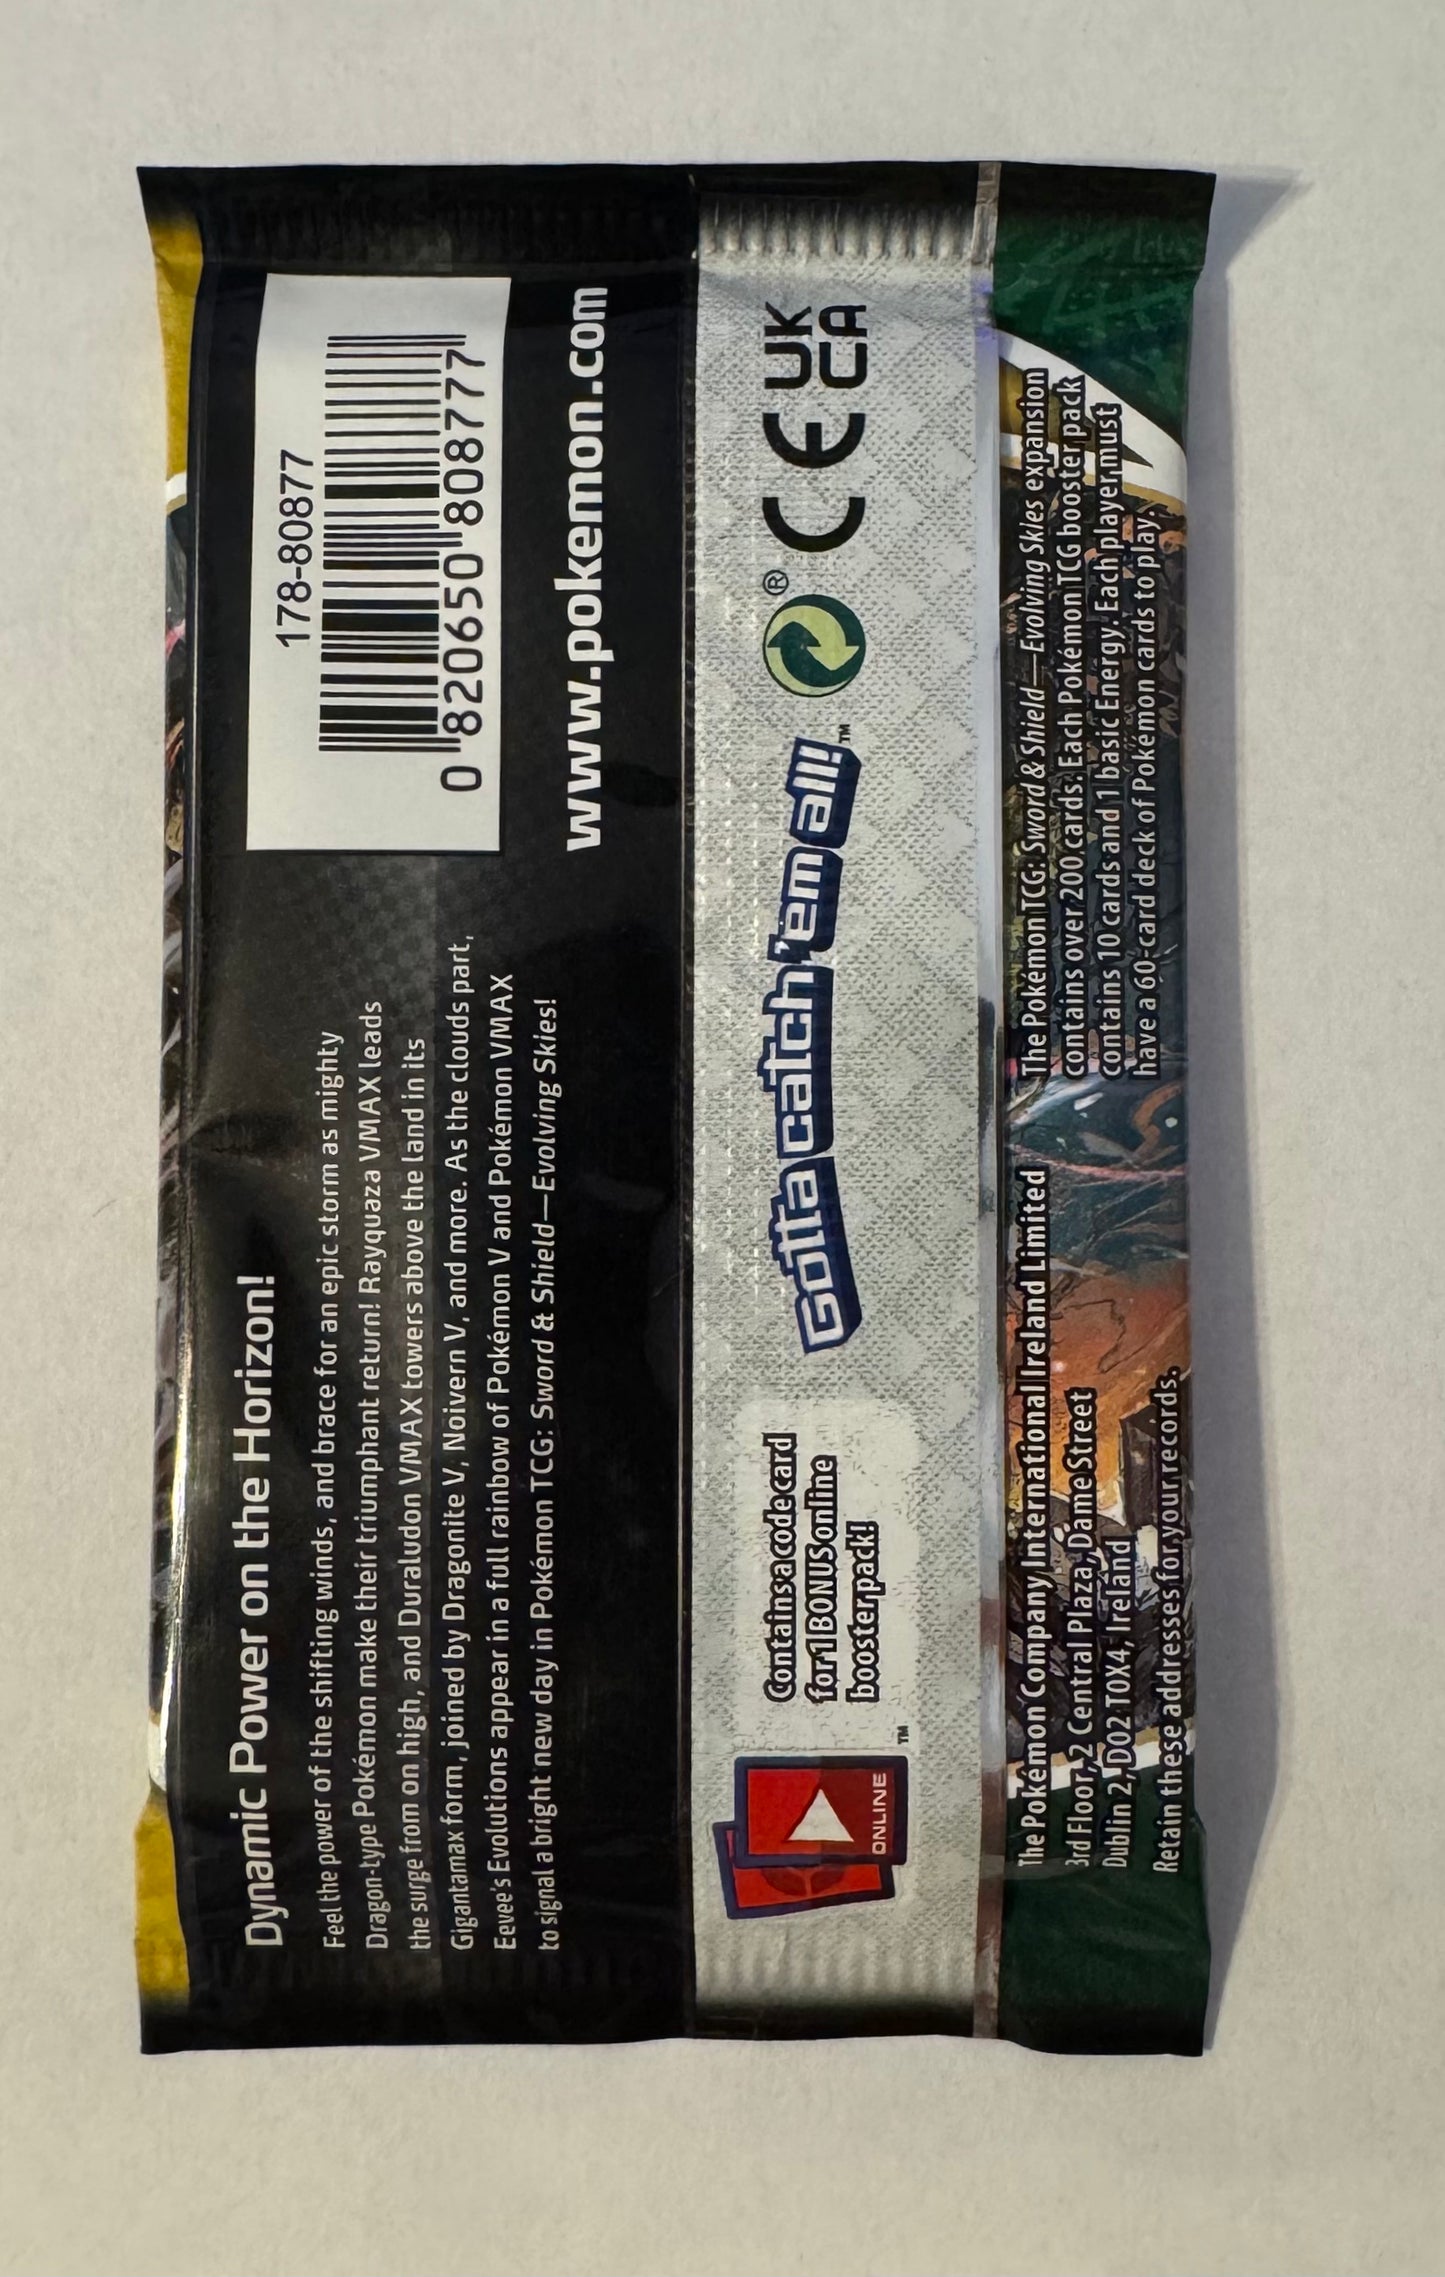 Dynamic Power on the Horizon!
Feel the power of the shifting winds, and brace for an epic storm as mighty
Dragon-type Pokémon make their triumphant return! Rayquaza VMAX leads
the surge from on high, and Duraludon VMAX towers above the land in its
Gigantamax form, joined by Dragonite V, Noivern V, and more. As the clouds part,
Eevee's Evolutions appear in a full rainbow of Pokémon V and Pokémon VMAX
to signal a bright new day in Pokémon TCG: Sword & Shield—Evolving Skies!
178-80877
0 82065080877 7
www.pokemon.com
ONLINE
TM
Contains a code card
for 1 BONUS online
booster pack!
Gotta catch 'em all!
TM
®
CE
UK
CA
The Pokémon Company International Ireland Limited
3rd Floor, 2 Central Plaza, Dame Street
Dublin 2, D02 T0X4, Ireland
Retain these addresses for your records.
The Pokémon TCG: Sword & Shield—Evolving Skies expansion
contains over 200 cards. Each Pokémon TCG booster pack
contains 10 cards and 1 basic Energy. Each player must
have a 60-card deck of Pokémon cards to play.